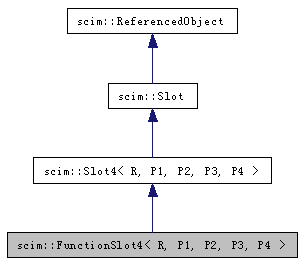 scim::ReferencedObject
scim::Slot
scim::Slot4< R, P1, P2, P3, P4 >
scim::FunctionSlot4< R, P1, P2, P3, P4 >